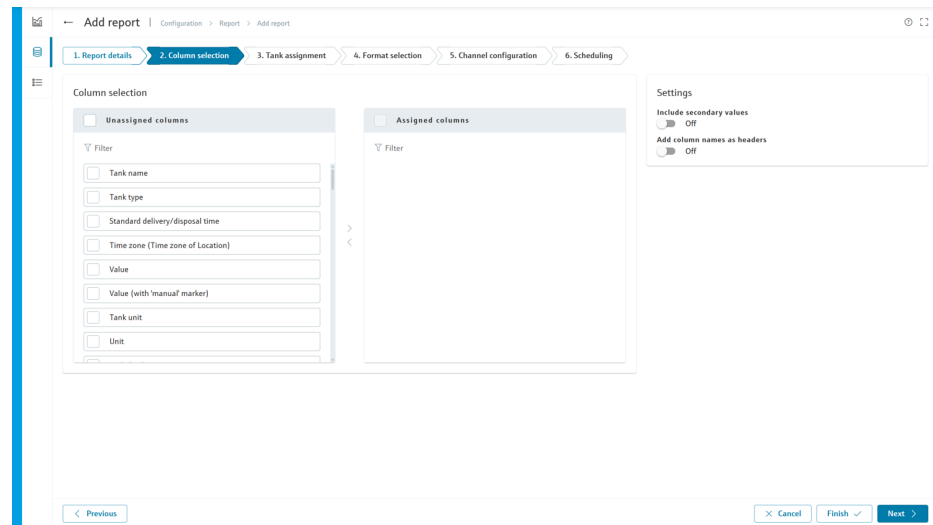 ← Add report | Configuration > Report > Add report
1. Report details
2. Column selection
3. Tank assignment
4. Format selection
5. Channel configuration
6. Scheduling
Column selection
Unassigned columns
Filter
Tank name
Tank type
Standard delivery/disposal time
Time zone (Time zone of Location)
Value
Value (with 'manual' marker)
Tank unit
Unit
Assigned columns
Filter
Settings
Include secondary values
Off
Add column names as headers
Off
< Previous
× Cancel
Finish ✓
Next >